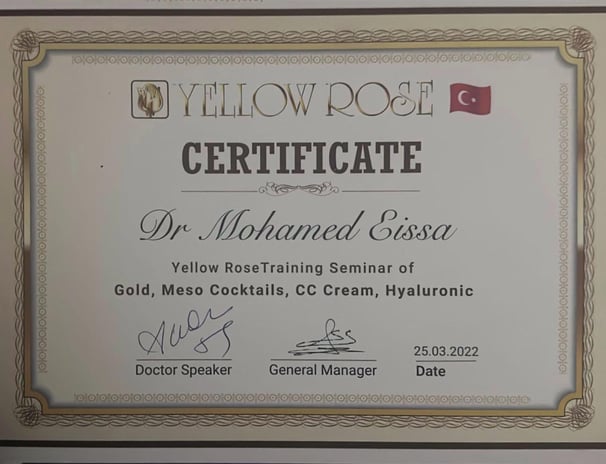 YELLOW ROSE
CERTIFICATE
Dr Mohamed Eissa
Yellow RoseTraining Seminar of
Gold, Meso Cocktails, CC Cream, Hyaluronic
Doctor Speaker
General Manager
25.03.2022
Date